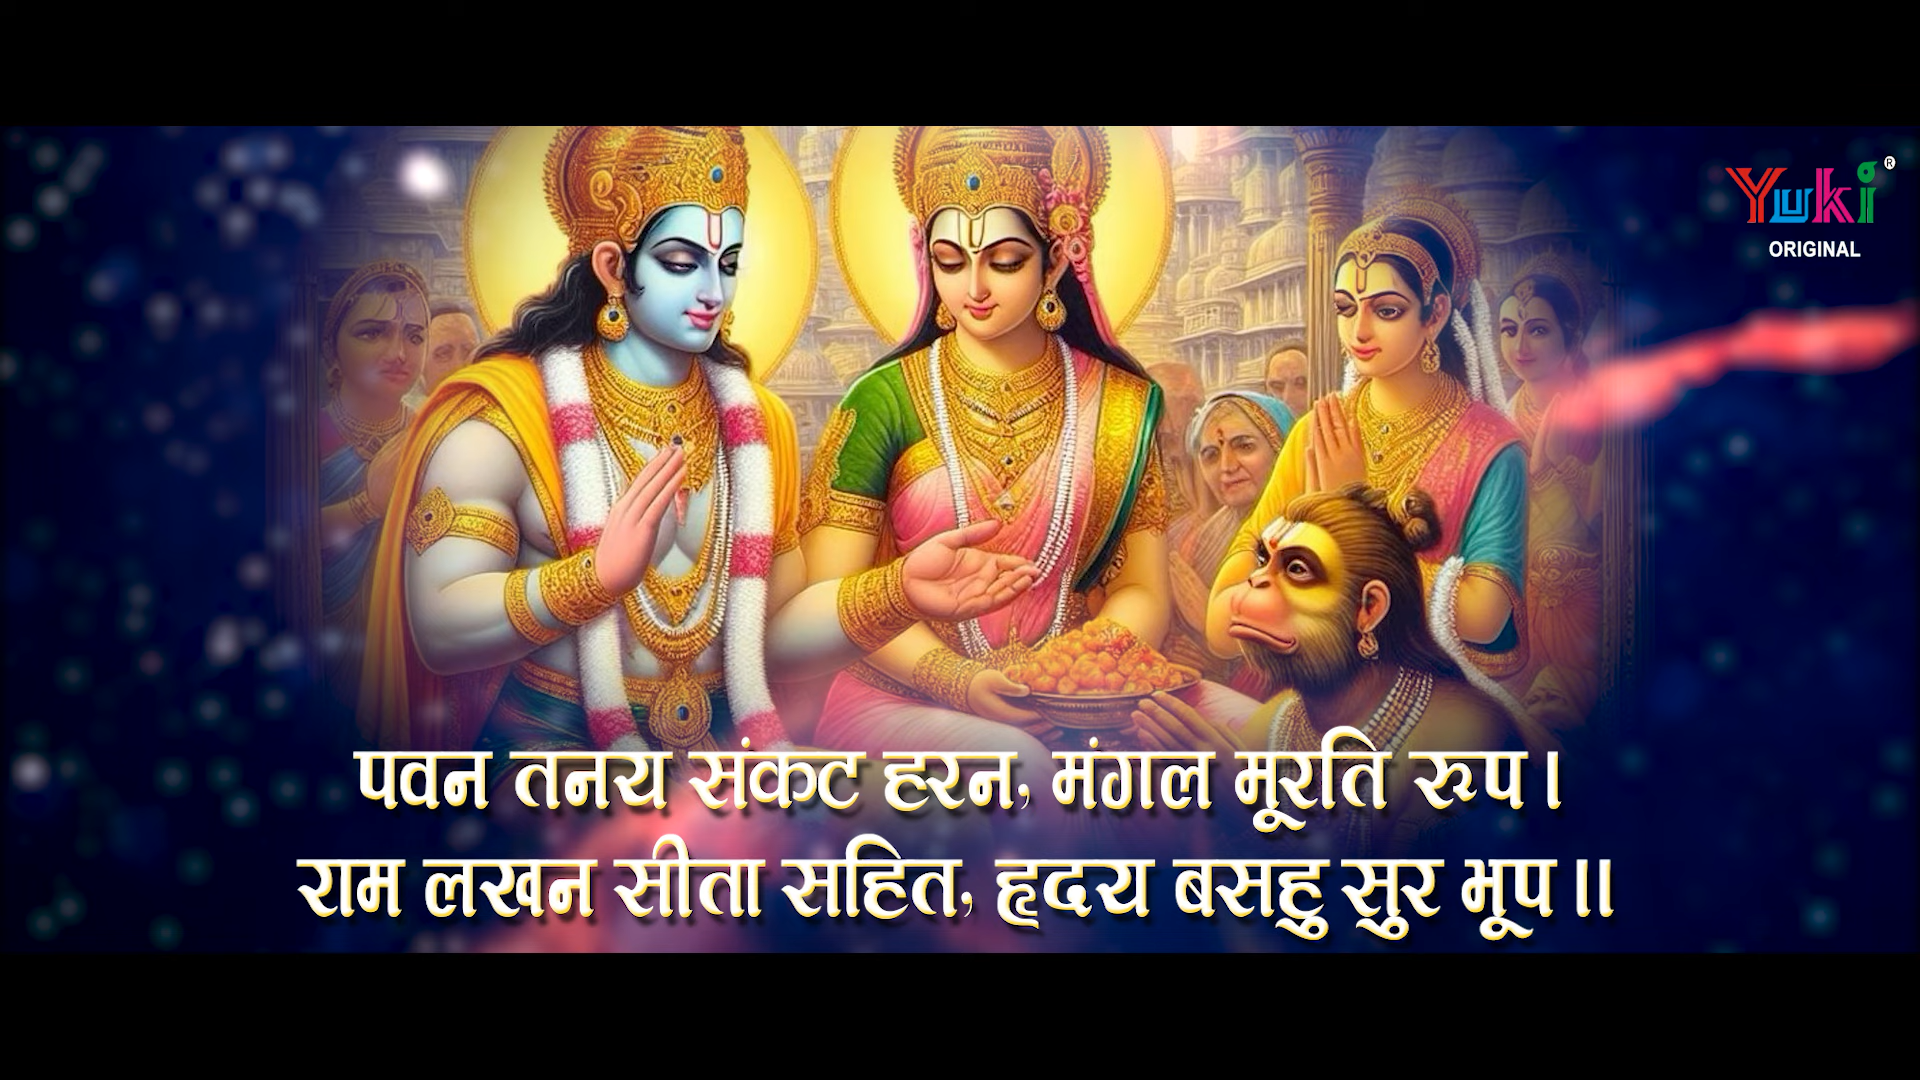 Yuki®
ORIGINAL
पवन तनय संकट हरन, मंगल मूरति रुप।
राम लखन सीता सहित, हृदय बसहु सुर भूप॥